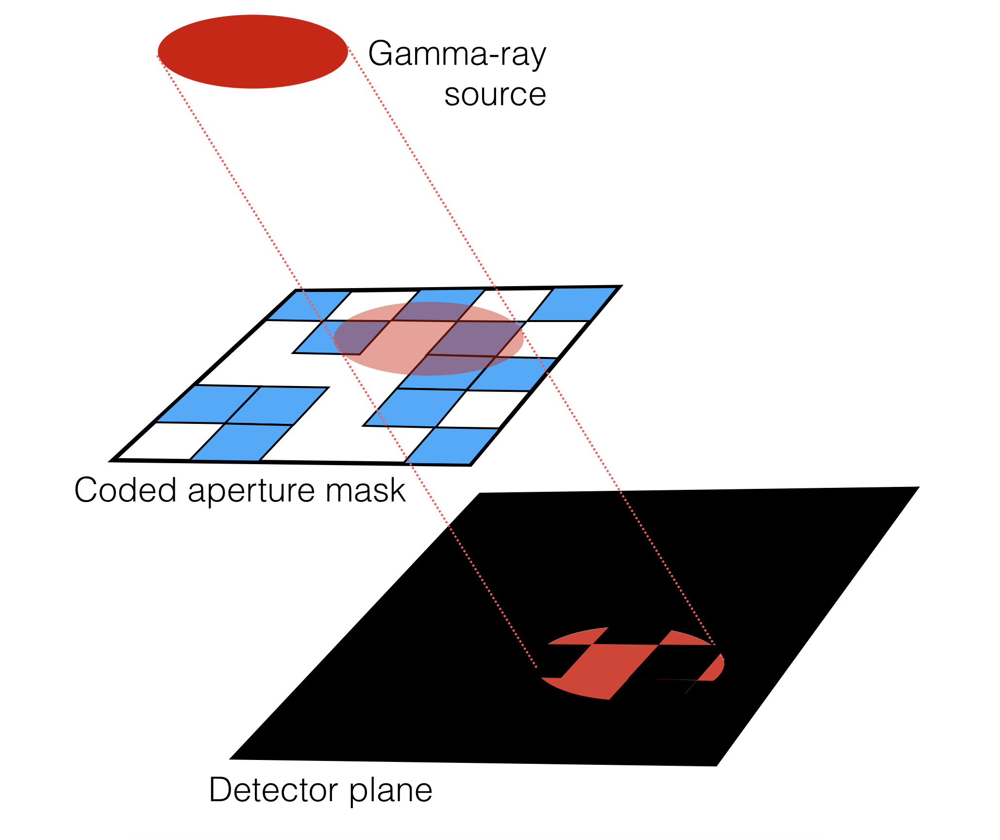 Gamma-ray
source
Coded aperture mask
Detector plane